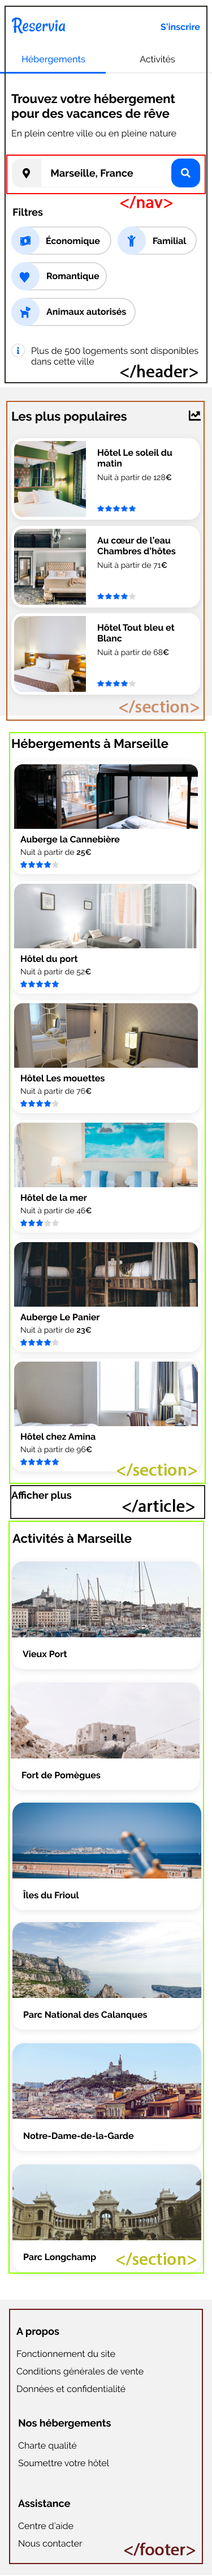 Reservia
S'inscrire
Hébergements
Activités
Trouvez votre hébergement
pour des vacances de rêve
En plein centre ville ou en pleine nature
Marseille, France
</nav>
Filtres
Économique
Familial
Romantique
Animaux autorisés
Plus de 500 logements sont disponibles
dans cette ville
</header>
Les plus populaires
Hôtel Le soleil du
matin
Nuit à partir de 128€
Au cœur de l'eau
Chambres d'hôtes
Nuit à partir de 71€
Hôtel Tout bleu et
Blanc
Nuit à partir de 68€
</section>
Hébergements à Marseille
Auberge la Cannebière
Nuit à partir de 25€
Hôtel du port
Nuit à partir de 52€
Hôtel Les mouettes
Nuit à partir de 76€
Hôtel de la mer
Nuit à partir de 46€
Auberge Le Panier
Nuit à partir de 23€
Hôtel chez Amina
Nuit à partir de 96€
</section>
Afficher plus
</article>
Activités à Marseille
Vieux Port
Fort de Pomègues
Îles du Frioul
Parc National des Calanques
Notre-Dame-de-la-Garde
Parc Longchamp
</section>
A propos
Fonctionnement du site
Conditions générales de vente
Données et confidentialité
Nos hébergements
Charte qualité
Soumettre votre hôtel
Assistance
Centre d'aide
Nous contacter
</footer>